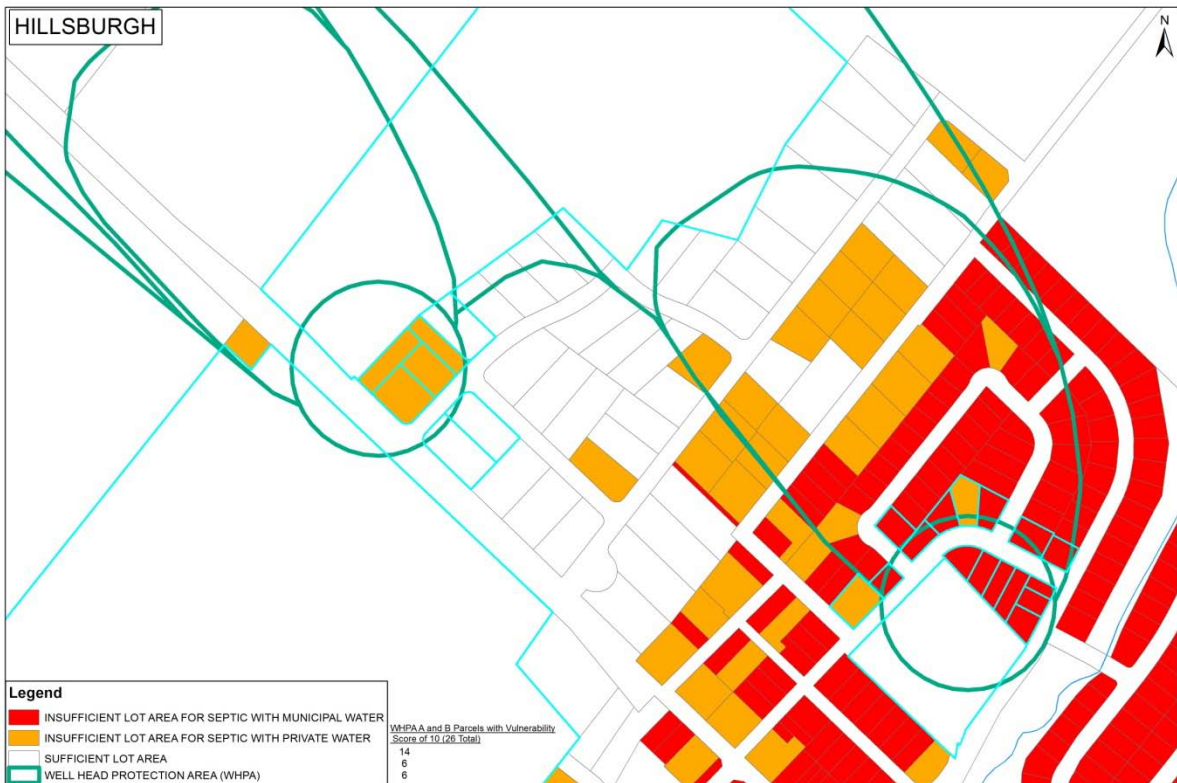 HILLSBURGH
N
Legend
INSUFFICIENT LOT AREA FOR SEPTIC WITH MUNICIPAL WATER
INSUFFICIENT LOT AREA FOR SEPTIC WITH PRIVATE WATER
SUFFICIENT LOT AREA
WELL HEAD PROTECTION AREA (WHPA)
WHPA A and B Parcels with Vulnerability
Score of 10 (26 Total)
14
6
6